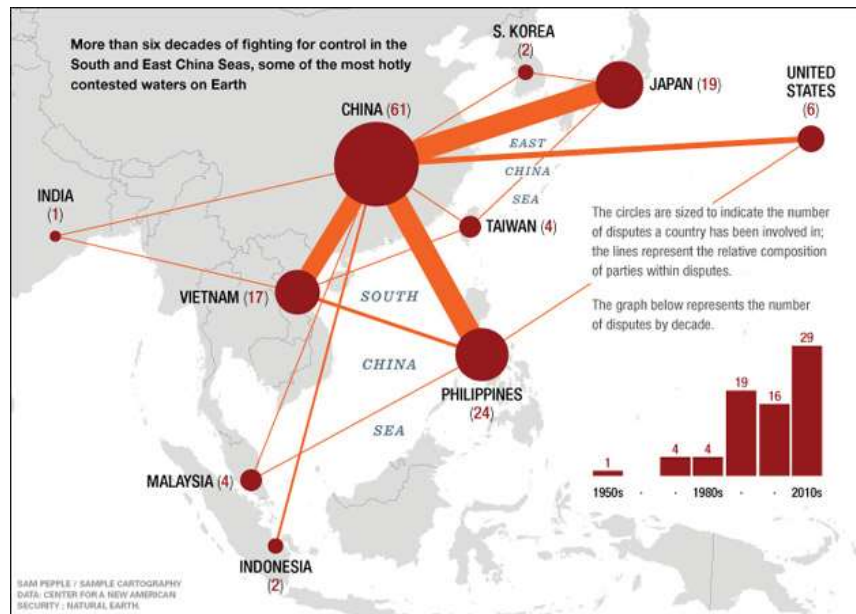 More than six decades of fighting for control in the
South and East China Seas, some of the most hotly
contested waters on Earth
S. KOREA
(2)
JAPAN (19)
UNITED
STATES
(6)
CHINA (61)
EAST
CHINA
SEA
INDIA
(1)
TAIWAN (4)
The circles are sized to indicate the number
of disputes a country has been involved in;
the lines represent the relative composition
of parties within disputes.
VIETNAM (17)
SOUTH
CHINA
SEA
The graph below represents the number
of disputes by decade.
PHILIPPINES
(24)
MALAYSIA (4)
INDONESIA
(2)
1
4
4
19
16
29
1950s
1980s
2010s
SAM PEPPLE / SAMPLE CARTOGRAPHY
DATA: CENTER FOR A NEW AMERICAN
SECURITY ; NATURAL EARTH.